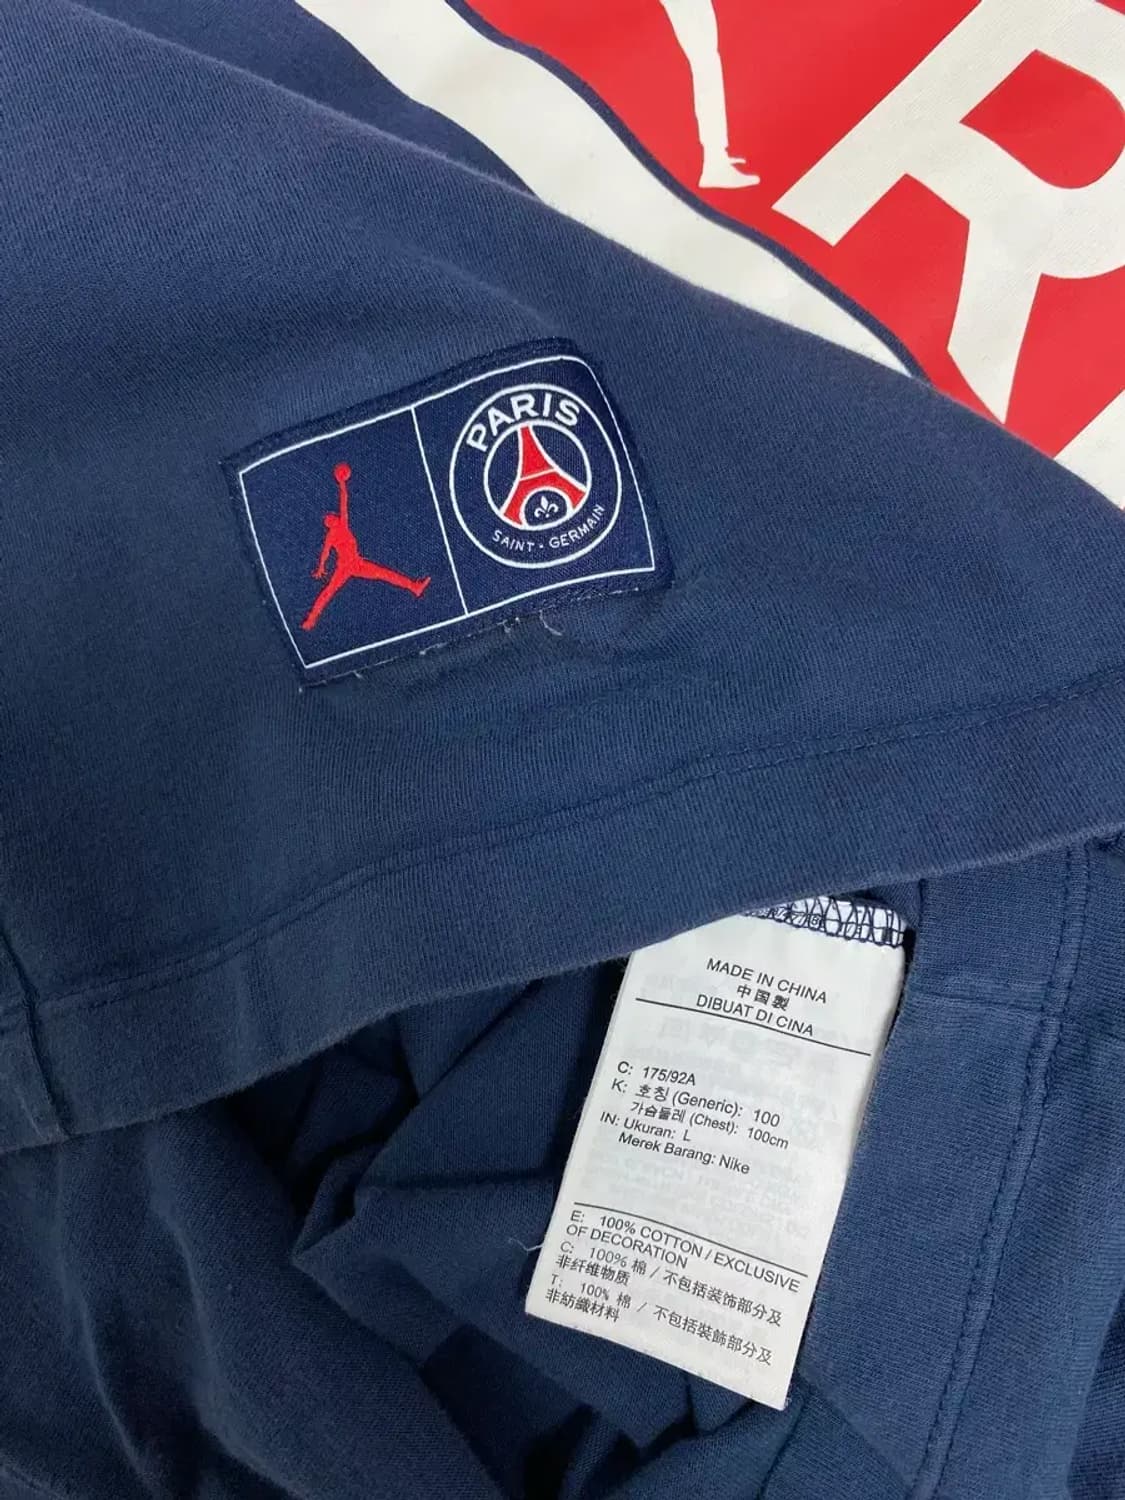 R
PARIS
SAINT-GERMAIN
MADE IN CHINA
中国製
DIBUAT DI CINA
C: 175/92A
K: 호칭 (Generic): 100
가슴둘레 (Chest): 100cm
IN: Ukuran: L
Merek Barang: Nike
E: 100% COTTON / EXCLUSIVE
OF DECORATION
C: 100% 棉 / 不包括装饰部分及
非纤维物质
T: 100% 棉 / 不包括裝飾部分及
非紡織材料